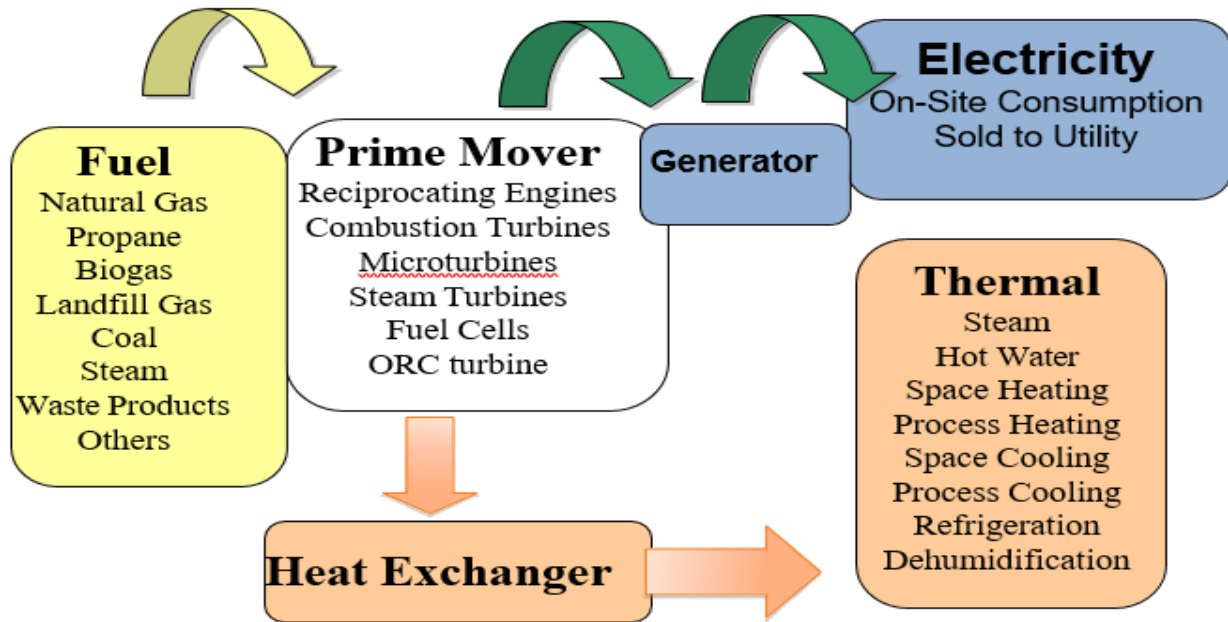 Fuel
Natural Gas
Propane
Biogas
Landfill Gas
Coal
Steam
Waste Products
Others
Prime Mover
Reciprocating Engines
Combustion Turbines
Microturbines
Steam Turbines
Fuel Cells
ORC turbine
Generator
Electricity
On-Site Consumption
Sold to Utility
Heat Exchanger
Thermal
Steam
Hot Water
Space Heating
Process Heating
Space Cooling
Process Cooling
Refrigeration
Dehumidification